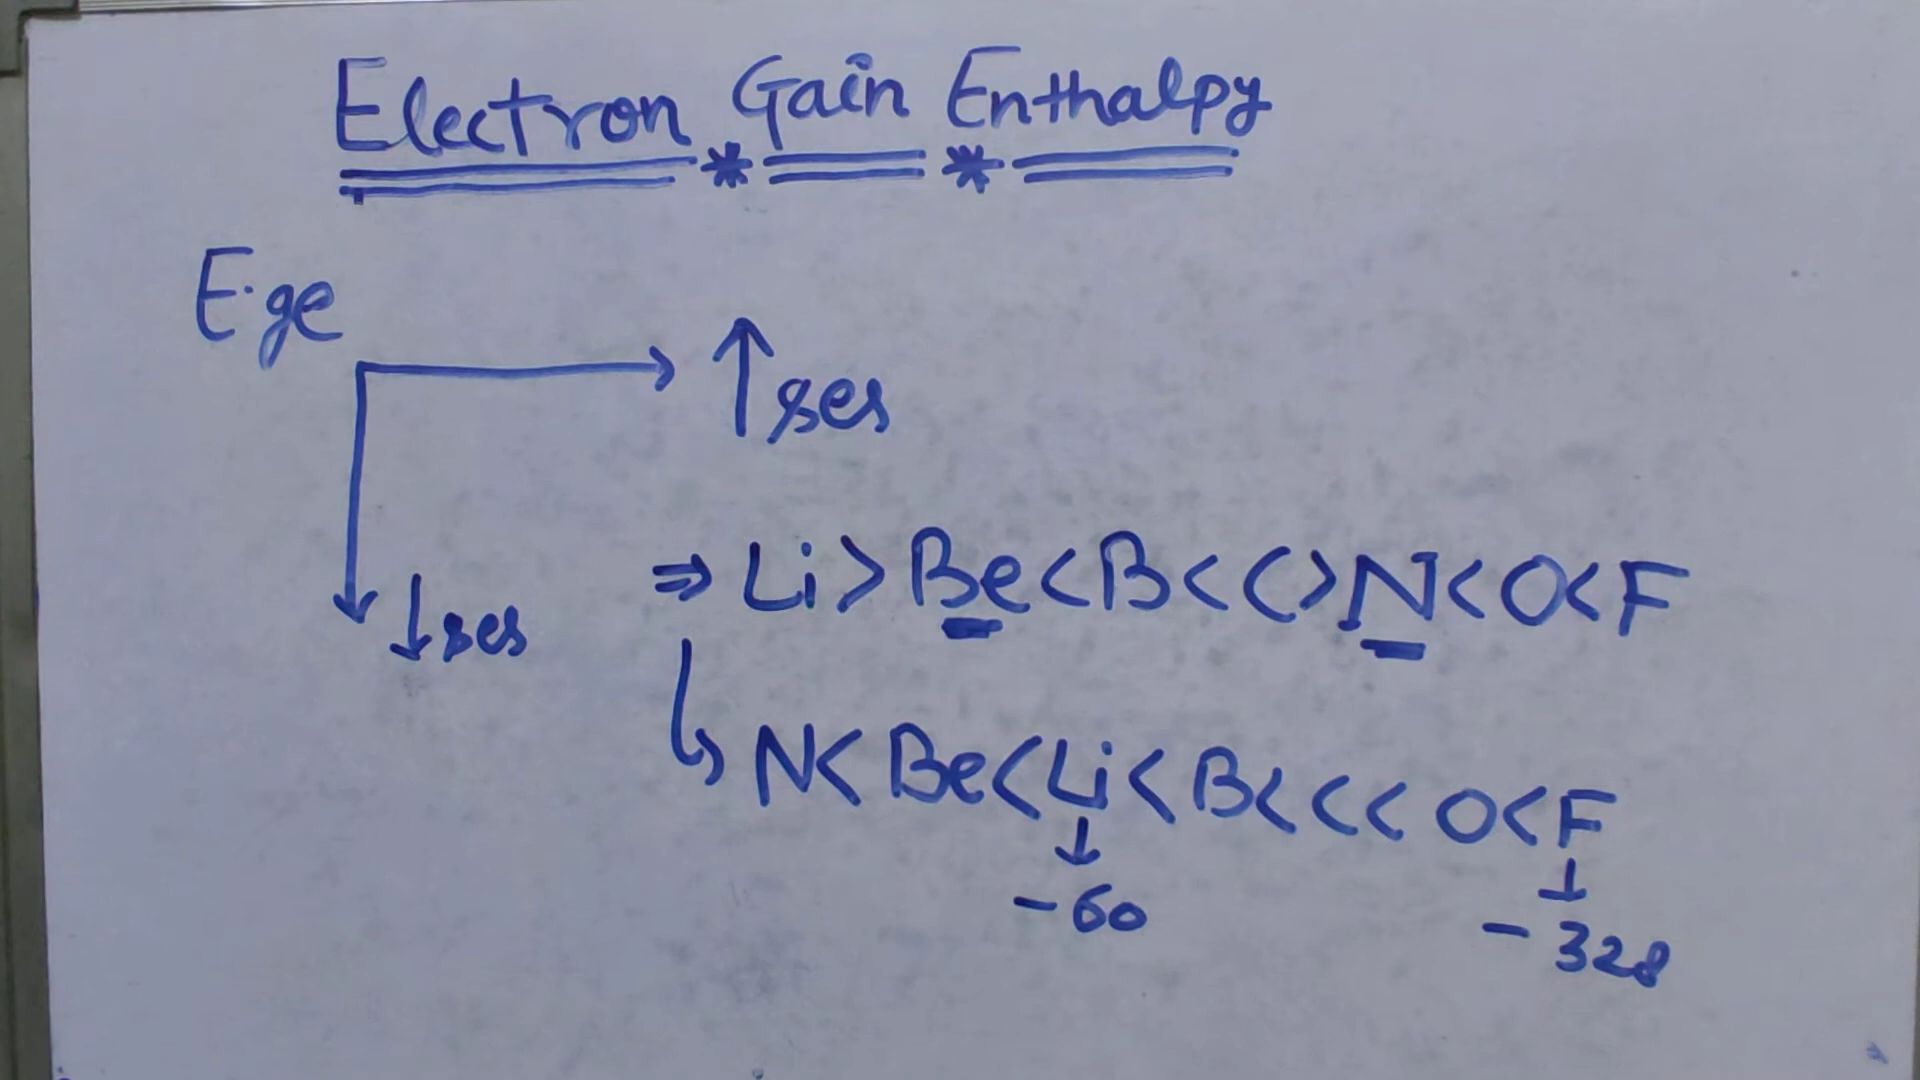 Electron * Gain * Enthalpy
E·ge
↑ses
↓ses
⇒ Li > Be < B < C > N < O < F
↳ N < Be < Li < B < C < O < F
-60
-328